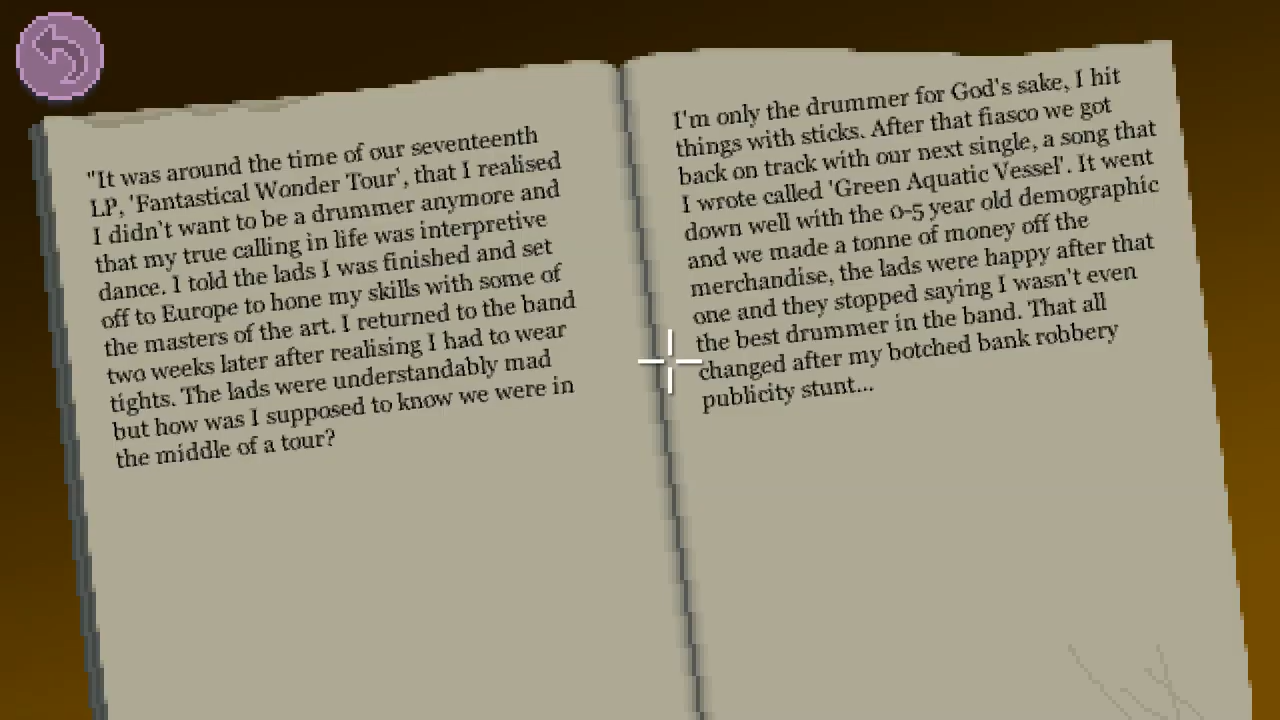 "It was around the time of our seventeenth
LP, 'Fantastical Wonder Tour', that I realised
I didn't want to be a drummer anymore and
that my true calling in life was interpretive
dance. I told the lads I was finished and set
off to Europe to hone my skills with some of
the masters of the art. I returned to the band
two weeks later after realising I had to wear
tights. The lads were understandably mad
but how was I supposed to know we were in
the middle of a tour?
I'm only the drummer for God's sake, I hit
things with sticks. After that fiasco we got
back on track with our next single, a song that
I wrote called 'Green Aquatic Vessel'. It went
down well with the 0-5 year old demographic
and we made a tonne of money off the
merchandise, the lads were happy after that
one and they stopped saying I wasn't even
the best drummer in the band. That all
changed after my botched bank robbery
publicity stunt...